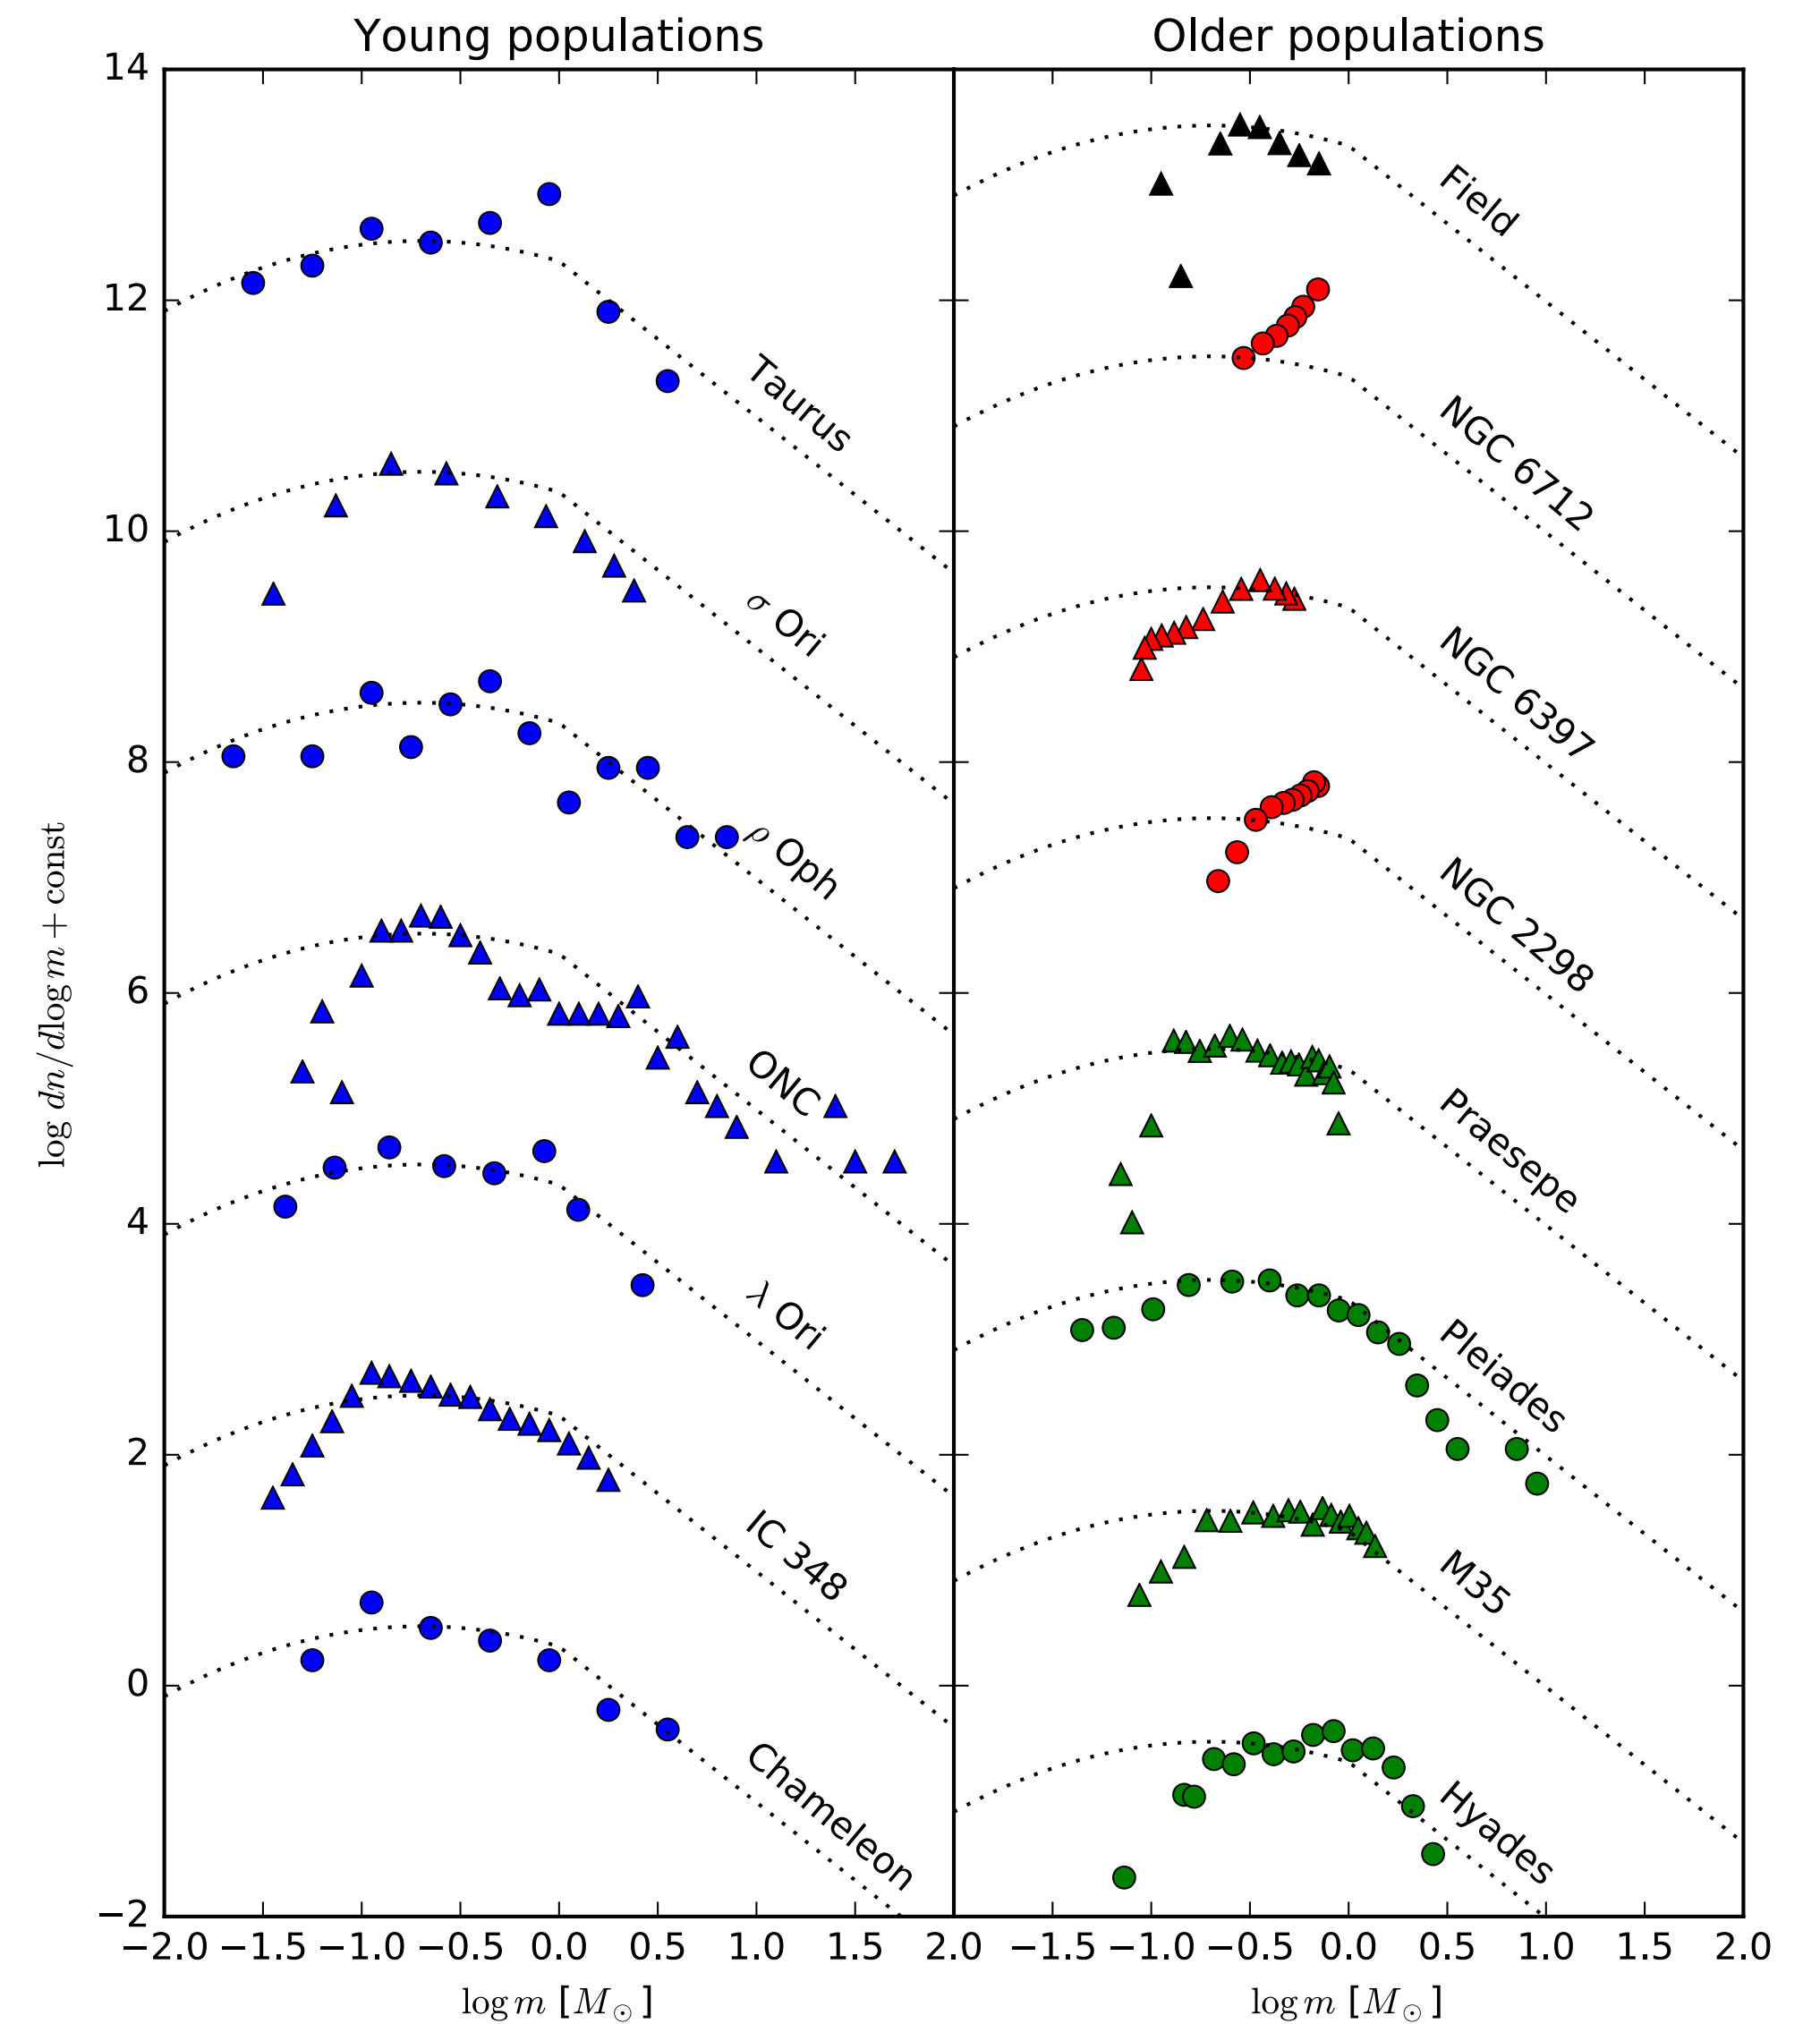 Young populations
Older populations
14
12
10
8
6
4
2
0
−2
log dn/dlog m + const
Taurus
σ Ori
ρ Oph
ONC
λ Ori
IC 348
Chameleon
Field
NGC 6712
NGC 6397
NGC 2298
Praesepe
Pleiades
M35
Hyades
−2.0 −1.5 −1.0 −0.5 0.0 0.5 1.0 1.5 2.0 −1.5 −1.0 −0.5 0.0 0.5 1.0 1.5 2.0
log m [M⊙]
log m [M⊙]